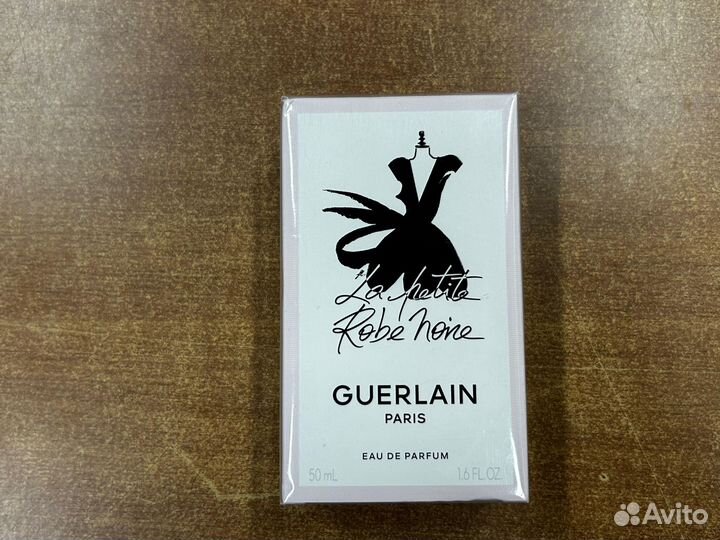 La petite
Robe Noire
GUERLAIN
PARIS
EAU DE PARFUM
50 mL 1.6 FL.OZ.
Avito